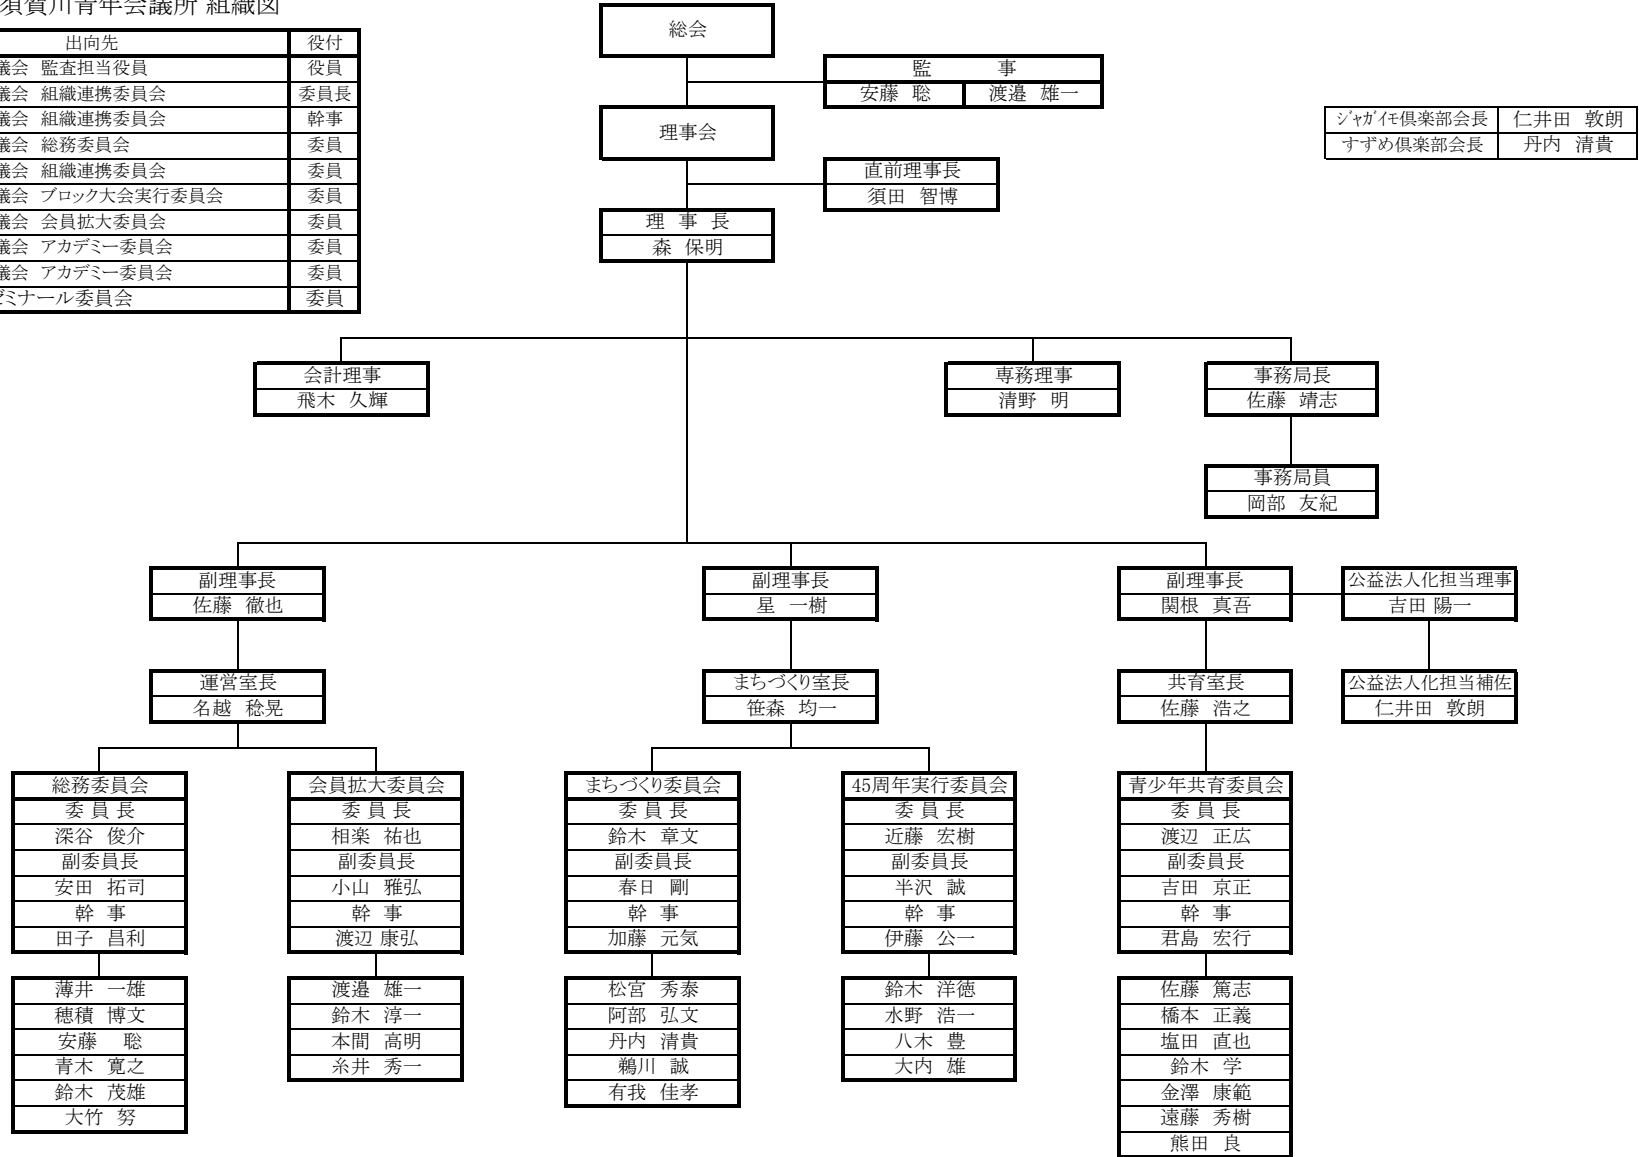 須賀川青年会議所 組織図
出向先 役付
議会 監査担当役員 役員
議会 組織連携委員会 委員長
議会 組織連携委員会 幹事
議会 総務委員会 委員
議会 組織連携委員会 委員
議会 ブロック大会実行委員会 委員
議会 会員拡大委員会 委員
議会 アカデミー委員会 委員
議会 アカデミー委員会 委員
ゼミナール委員会 委員
総会
監 事
安藤 聡 渡邉 雄一
理事会
直前理事長
須田 智博
理 事 長
森 保明
ジャガイモ倶楽部会長 仁井田 敦朗
すずめ倶楽部会長 丹内 清貴
会計理事
飛木 久輝
専務理事
清野 明
事務局長
佐藤 靖志
事務局員
岡部 友紀
副理事長
佐藤 徹也
運営室長
名越 稔晃
総務委員会
委 員 長
深谷 俊介
副委員長
安田 拓司
幹 事
田子 昌利
薄井 一雄
穂積 博文
安藤 聡
青木 寛之
鈴木 茂雄
大竹 努
会員拡大委員会
委 員 長
相楽 祐也
副委員長
小山 雅弘
幹 事
渡辺 康弘
渡邉 雄一
鈴木 淳一
本間 高明
糸井 秀一
副理事長
星 一樹
まちづくり室長
笹森 均一
まちづくり委員会
委 員 長
鈴木 章文
副委員長
春日 剛
幹 事
加藤 元気
松宮 秀泰
阿部 弘文
丹内 清貴
鵜川 誠
有我 佳孝
45周年実行委員会
委 員 長
近藤 宏樹
副委員長
半沢 誠
幹 事
伊藤 公一
鈴木 洋徳
水野 浩一
八木 豊
大内 雄
副理事長
関根 真吾
共育室長
佐藤 浩之
青少年共育委員会
委 員 長
渡辺 正広
副委員長
吉田 京正
幹 事
君島 宏行
佐藤 篤志
橋本 正義
塩田 直也
鈴木 学
金澤 康範
遠藤 秀樹
熊田 良
公益法人化担当理事
吉田 陽一
公益法人化担当補佐
仁井田 敦朗